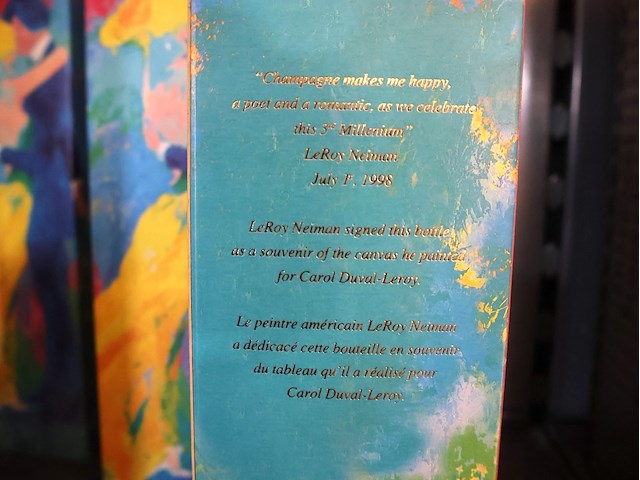 "Champagne makes me happy,
a poet and a romantic, as we celebrate
this 3rd Millenium"
LeRoy Neiman
July 1st, 1998
LeRoy Neiman signed this bottle
as a souvenir of the canvas he painted
for Carol Duval-Leroy.
Le peintre américain LeRoy Neiman
a dédicacé cette bouteille en souvenir
du tableau qu'il a réalisé pour
Carol Duval-Leroy.